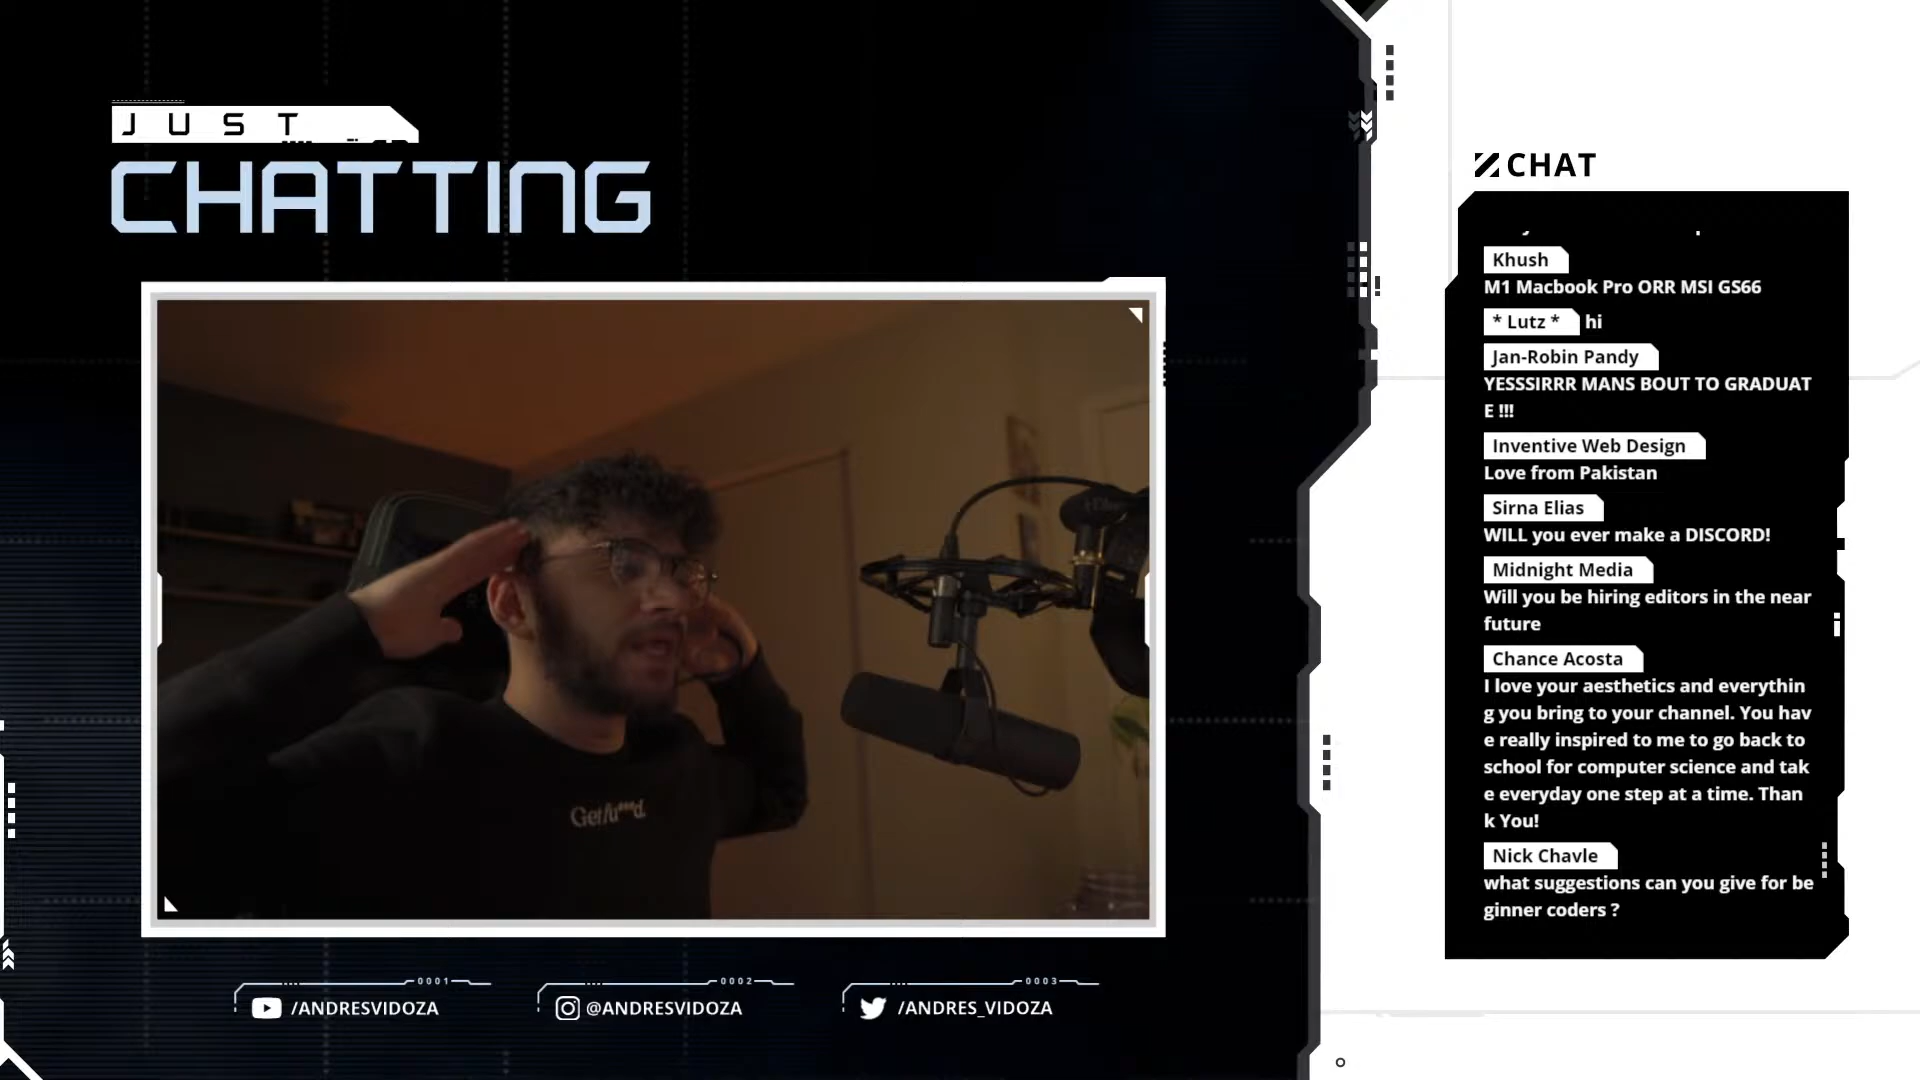 JUST
CHATTING
CHAT
Khush
M1 Macbook Pro ORR MSI GS66
* Lutz * hi
Jan-Robin Pandy
YESSSIRRR MANS BOUT TO GRADUAT
E !!!
Inventive Web Design
Love from Pakistan
Sirna Elias
WILL you ever make a DISCORD!
Midnight Media
Will you be hiring editors in the near
future
Chance Acosta
I love your aesthetics and everythin
g you bring to your channel. You hav
e really inspired to me to go back to
school for computer science and tak
e everyday one step at a time. Than
k You!
Nick Chavle
what suggestions can you give for be
ginner coders ?
Getfu**d.
0001
/ANDRESVIDOZA
0002
@ANDRESVIDOZA
0003
/ANDRES_VIDOZA